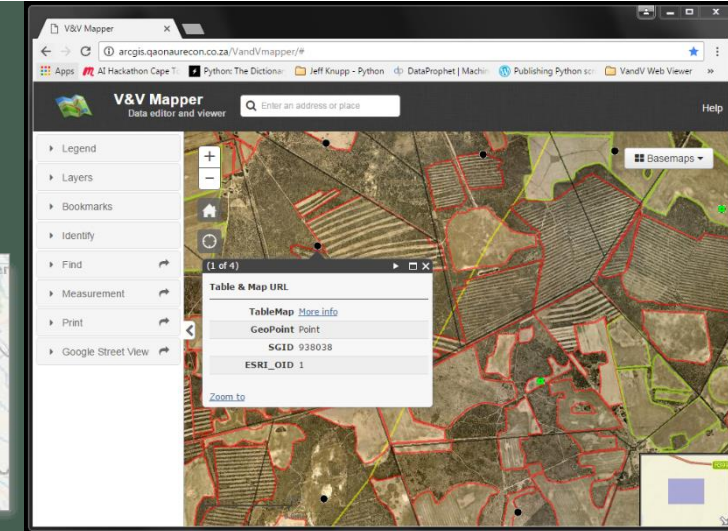 V&V Mapper
arcgis.qaonaurecon.co.za/VandVmapper/#
Apps AI Hackathon Cape T Python: The Dictiona Jeff Knupp - Python DataProphet | Machin Publishing Python scr VandV Web Viewer »
V&V Mapper
Data editor and viewer
Enter an address or place
Help
Legend
Layers
Bookmarks
Identify
Find
Measurement
Print
Google Street View
+
−
Basemaps
(1 of 4)
Table & Map URL
TableMap More info
GeoPoint Point
SGID 938038
ESRI_OID 1
Zoom to